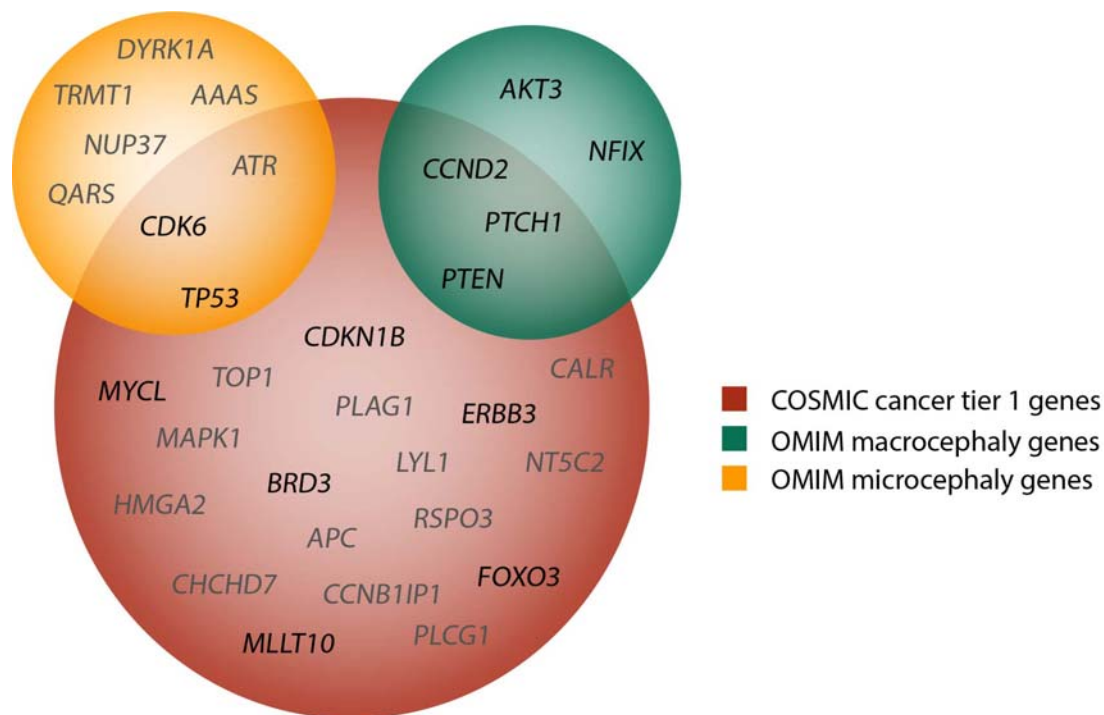 DYRK1A
TRMT1
AAAS
NUP37
ATR
QARS
CDK6
TP53
AKT3
NFIX
CCND2
PTCH1
PTEN
CDKN1B
MYCL
TOP1
CALR
PLAG1
ERBB3
MAPK1
LYL1
NT5C2
BRD3
HMGA2
RSPO3
APC
FOXO3
CHCHD7
CCNB1IP1
MLLT10
PLCG1
COSMIC cancer tier 1 genes
OMIM macrocephaly genes
OMIM microcephaly genes